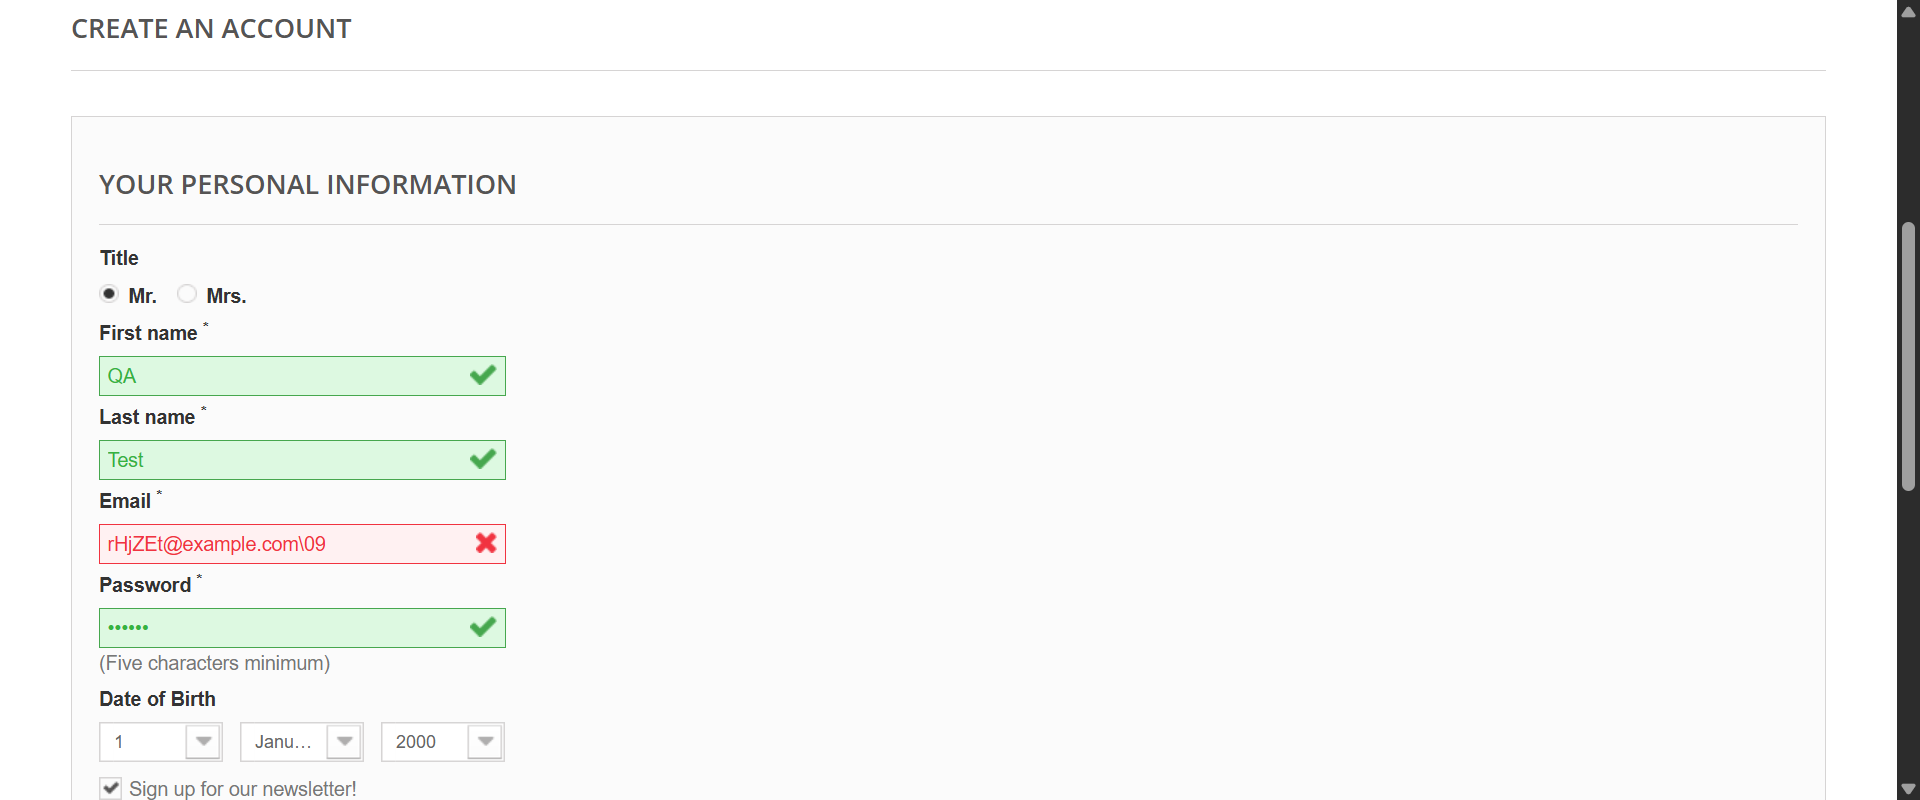 CREATE AN ACCOUNT
YOUR PERSONAL INFORMATION
Title
Mr. Mrs.
First name *
QA
Last name *
Test
Email *
rHjZEt@example.com\09
Password *
••••••
(Five characters minimum)
Date of Birth
1 Janu... 2000
Sign up for our newsletter!